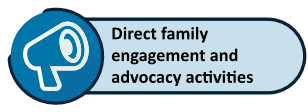 Direct family
engagement and
advocacy activities